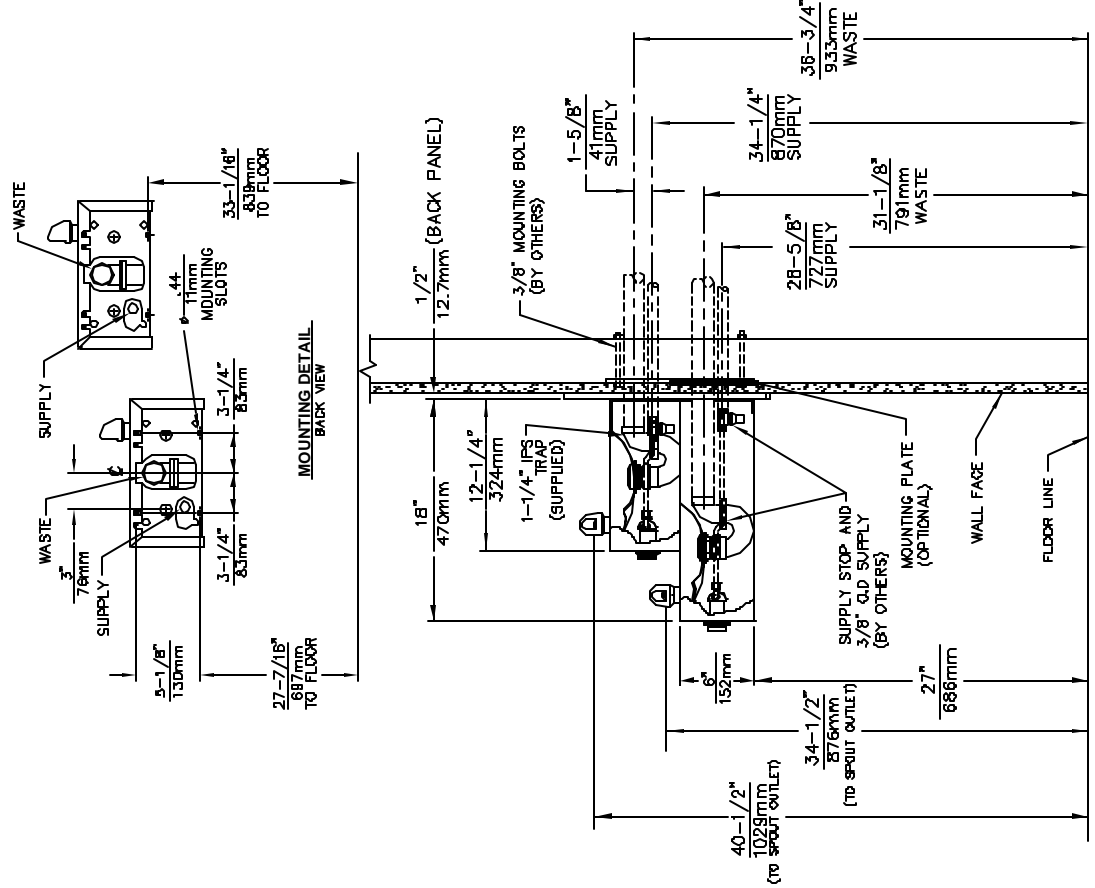 WASTE
SUPPLY
33-1/16"
839mm
TO FLOOR
.44
11mm
MOUNTING
SLOTS
WASTE
3"
76mm
SUPPLY
3-1/4"
83mm
3-1/4"
83mm
5-1/8"
130mm
27-7/16"
697mm
TO FLOOR
MOUNTING DETAIL
BACK VIEW
1/2"
12.7mm
(BACK PANEL)
3/8" MOUNTING BOLTS
(BY OTHERS)
1-5/8"
41mm
SUPPLY
36-3/4"
933mm
WASTE
34-1/4"
870mm
SUPPLY
31-1/8"
791mm
WASTE
28-5/8"
727mm
SUPPLY
18"
470mm
12-1/4"
324mm
1-1/4" IPS
TRAP
(SUPPLIED)
SUPPLY STOP AND
3/8" O.D SUPPLY
(BY OTHERS)
MOUNTING PLATE
(OPTIONAL)
WALL FACE
FLOOR LINE
6"
152mm
27"
686mm
34-1/2"
876mm
(TO SPOUT OUTLET)
40-1/2"
1029mm
(TO SPOUT OUTLET)